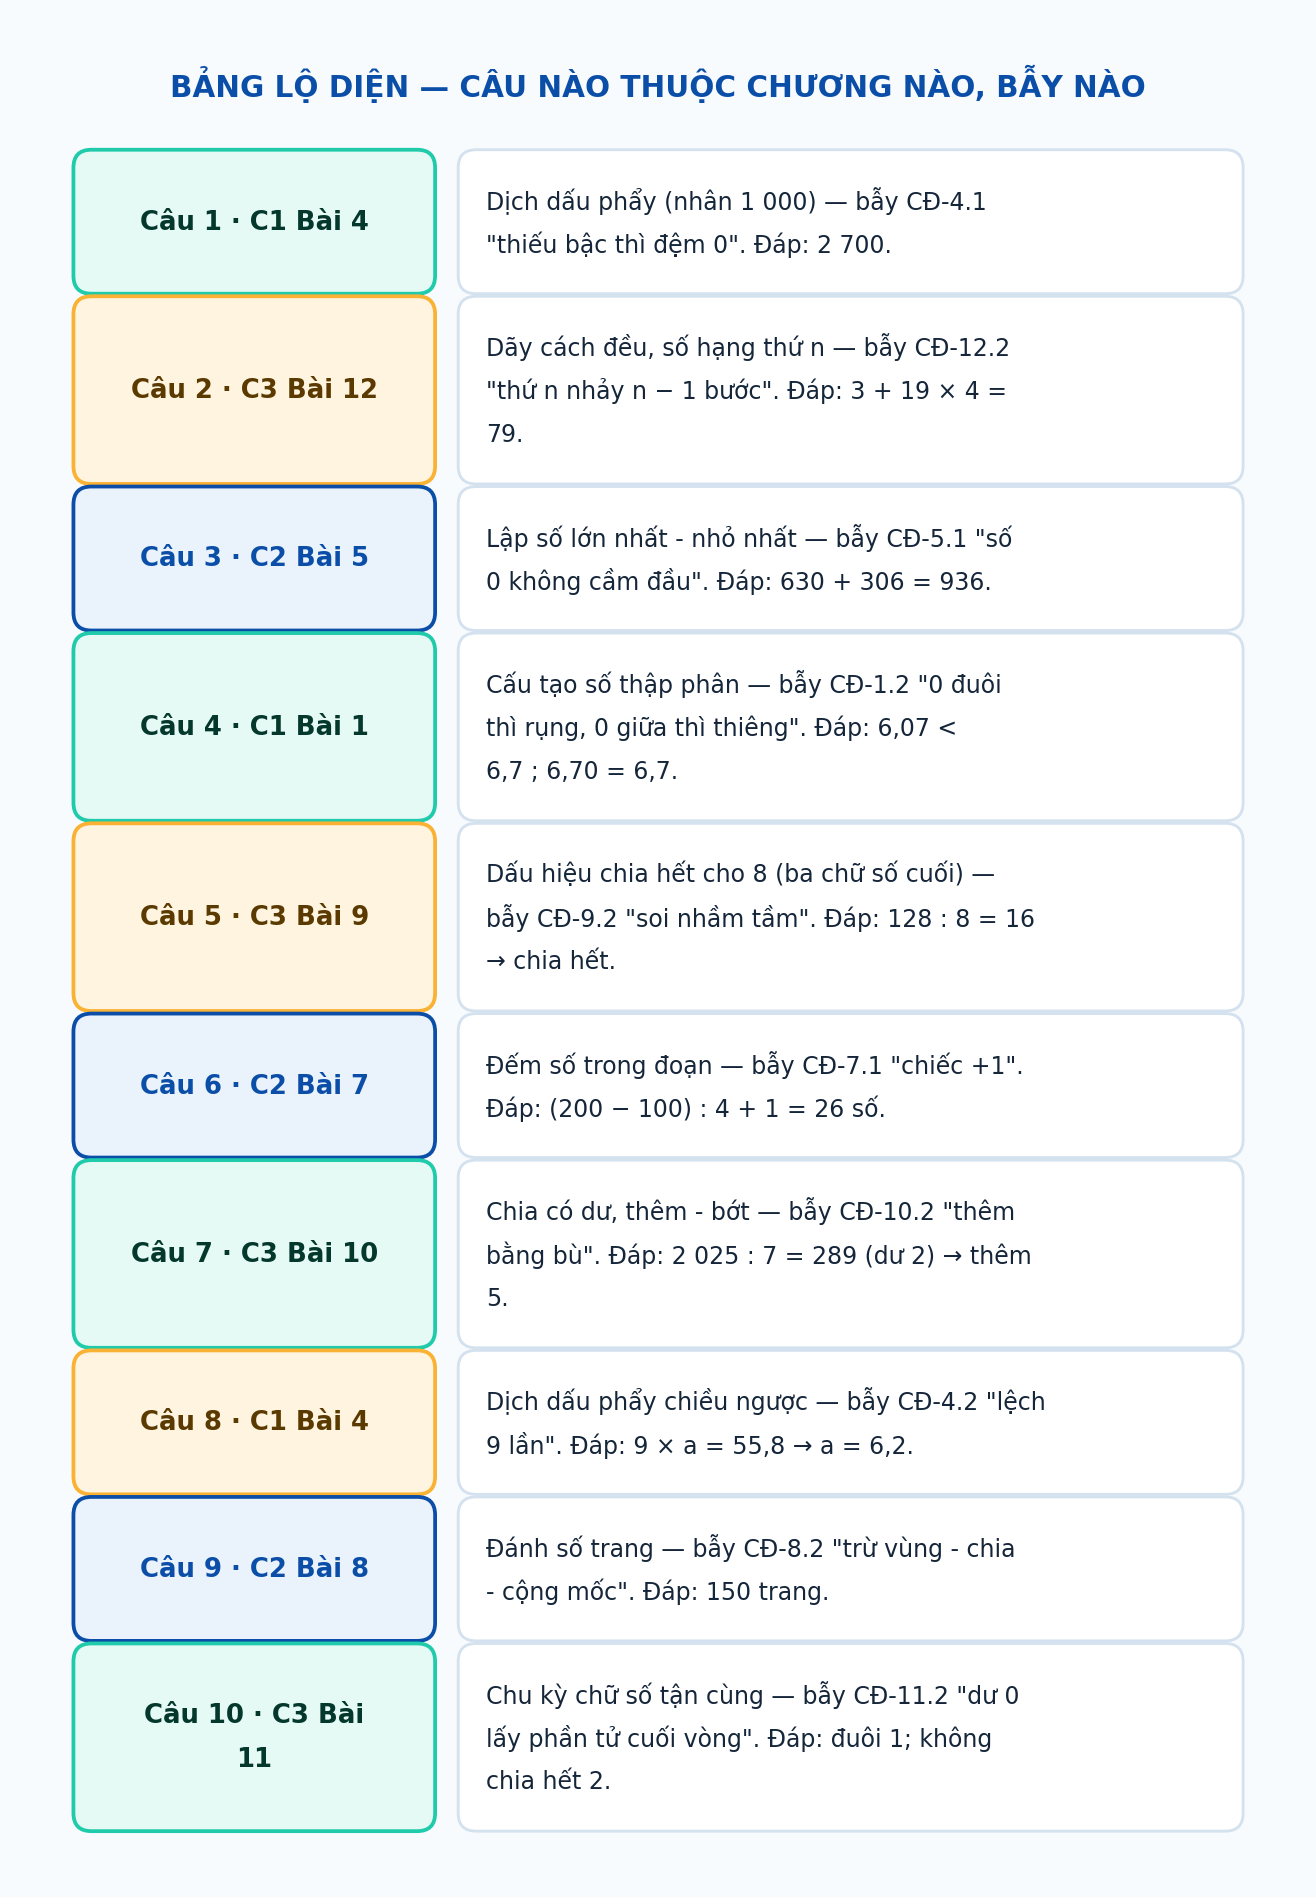 BẢNG LỘ DIỆN — CÂU NÀO THUỘC CHƯƠNG NÀO, BẪY NÀO
Câu 1 · C1 Bài 4
Dịch dấu phẩy (nhân 1 000) — bẫy CĐ-4.1
"thiếu bậc thì đệm 0". Đáp: 2 700.
Câu 2 · C3 Bài 12
Dãy cách đều, số hạng thứ n — bẫy CĐ-12.2
"thứ n nhảy n − 1 bước". Đáp: 3 + 19 × 4 =
79.
Câu 3 · C2 Bài 5
Lập số lớn nhất - nhỏ nhất — bẫy CĐ-5.1 "số
0 không cầm đầu". Đáp: 630 + 306 = 936.
Câu 4 · C1 Bài 1
Cấu tạo số thập phân — bẫy CĐ-1.2 "0 đuôi
thì rụng, 0 giữa thì thiêng". Đáp: 6,07 <
6,7 ; 6,70 = 6,7.
Câu 5 · C3 Bài 9
Dấu hiệu chia hết cho 8 (ba chữ số cuối) —
bẫy CĐ-9.2 "soi nhầm tầm". Đáp: 128 : 8 = 16
→ chia hết.
Câu 6 · C2 Bài 7
Đếm số trong đoạn — bẫy CĐ-7.1 "chiếc +1".
Đáp: (200 − 100) : 4 + 1 = 26 số.
Câu 7 · C3 Bài 10
Chia có dư, thêm - bớt — bẫy CĐ-10.2 "thêm
bằng bù". Đáp: 2 025 : 7 = 289 (dư 2) → thêm
5.
Câu 8 · C1 Bài 4
Dịch dấu phẩy chiều ngược — bẫy CĐ-4.2 "lệch
9 lần". Đáp: 9 × a = 55,8 → a = 6,2.
Câu 9 · C2 Bài 8
Đánh số trang — bẫy CĐ-8.2 "trừ vùng - chia
- cộng mốc". Đáp: 150 trang.
Câu 10 · C3 Bài
11
Chu kỳ chữ số tận cùng — bẫy CĐ-11.2 "dư 0
lấy phần tử cuối vòng". Đáp: đuôi 1; không
chia hết 2.